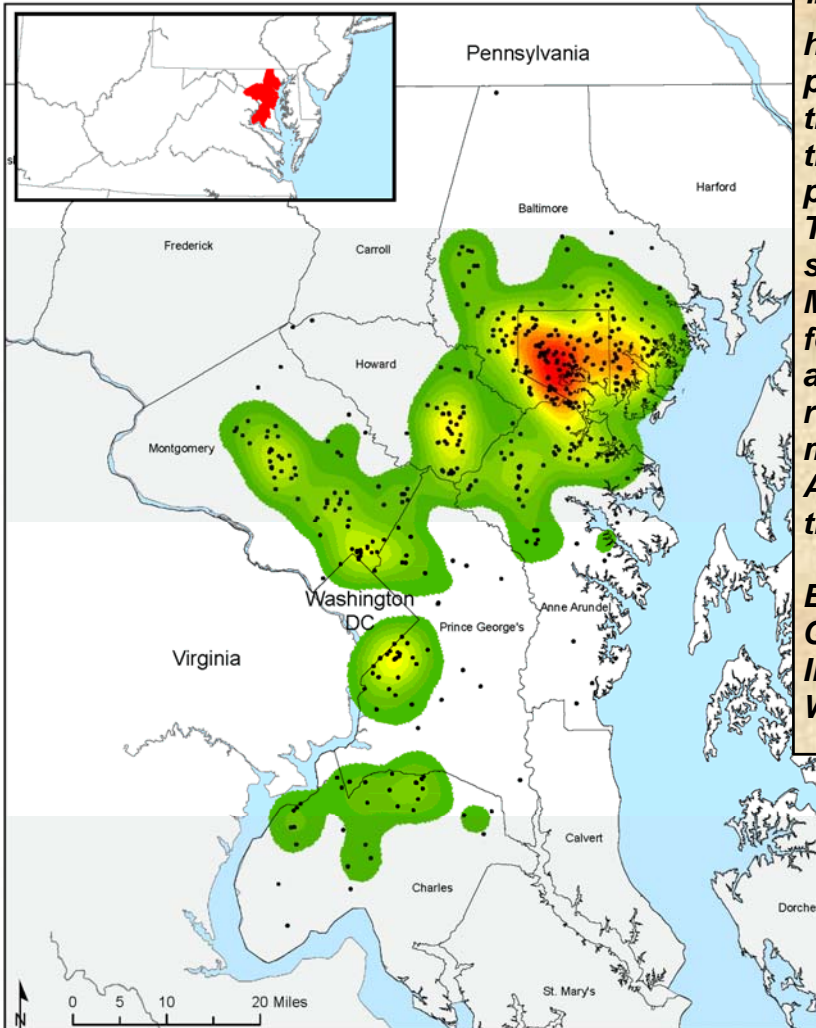 Pennsylvania
Harford
Baltimore
Frederick
Carroll
Howard
Montgomery
Washington
DC
Prince George's
Anne Arundel
Virginia
Calvert
Charles
Dorche
St. Mary's
N
0 5 10 20 Miles